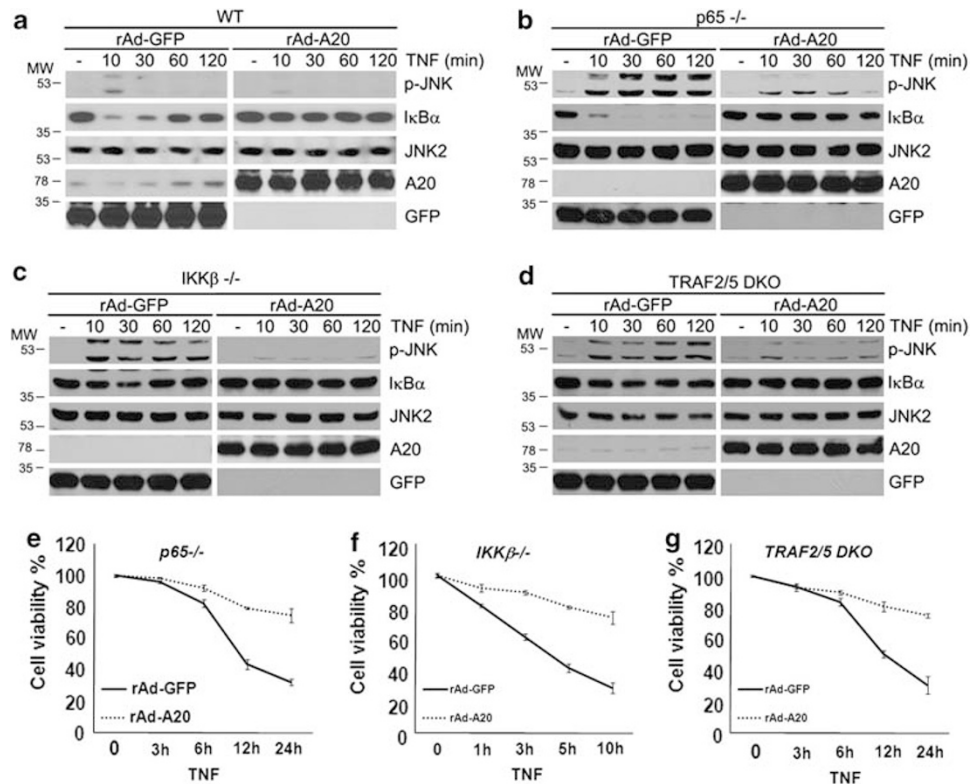 a
WT
rAd-GFP rAd-A20
MW - 10 30 60 120 - 10 30 60 120 TNF (min)
53 p-JNK
IκBα
35
53 JNK2
78 A20
35
GFP
b
p65 -/-
rAd-GFP rAd-A20
MW - 10 30 60 120 - 10 30 60 120 TNF (min)
53 p-JNK
IκBα
35
53 JNK2
78 A20
35
GFP
c
IKKβ -/-
rAd-GFP rAd-A20
MW - 10 30 60 120 - 10 30 60 120 TNF (min)
53 p-JNK
IκBα
35
JNK2
53
78 A20
35
GFP
d
TRAF2/5 DKO
rAd-GFP rAd-A20
MW - 10 30 60 120 - 10 30 60 120 TNF (min)
53 p-JNK
IκBα
35
JNK2
53
78 A20
35
GFP
e
p65-/-
Cell viability %
120
100
80
60
40
20
0
rAd-GFP
rAd-A20
0 3h 6h 12h 24h
TNF
f
IKKβ-/-
Cell viability %
120
100
80
60
40
20
0
rAd-GFP
rAd-A20
0 1h 3h 5h 10h
TNF
g
TRAF2/5 DKO
Cell viability %
120
100
80
60
40
20
0
rAd-GFP
rAd-A20
0 3h 6h 12h 24h
TNF